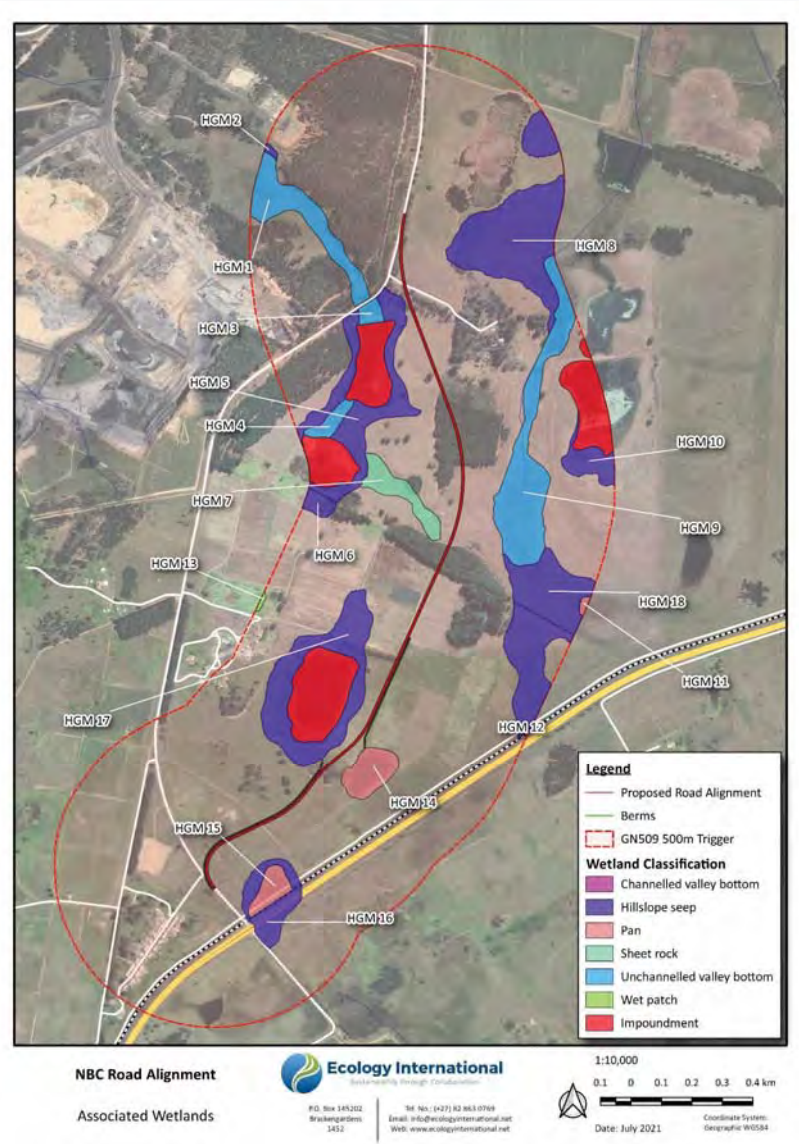 HGM 2
HGM 8
HGM 1
HGM 3
HGM 5
HGM 4
HGM 10
HGM 7
HGM 9
HGM 6
HGM 13
HGM 18
HGM 11
HGM 17
HGM 12
HGM 14
HGM 15
HGM 16
Legend
Proposed Road Alignment
Berms
GN509 500m Trigger
Wetland Classification
Channelled valley bottom
Hillslope seep
Pan
Sheet rock
Unchannelled valley bottom
Wet patch
Impoundment
NBC Road Alignment
Associated Wetlands
Ecology International
Sustainability Through Collaboration
P.O. Box 145202
Brackengardens
1452
Tel. No.: (+27) 82 863 0769
Email: info@ecologyinternational.net
Web: www.ecologyinternational.net
1:10,000
0.1 0 0.1 0.2 0.3 0.4 km
Date: July 2021
Coordinate System:
Geographic WGS84